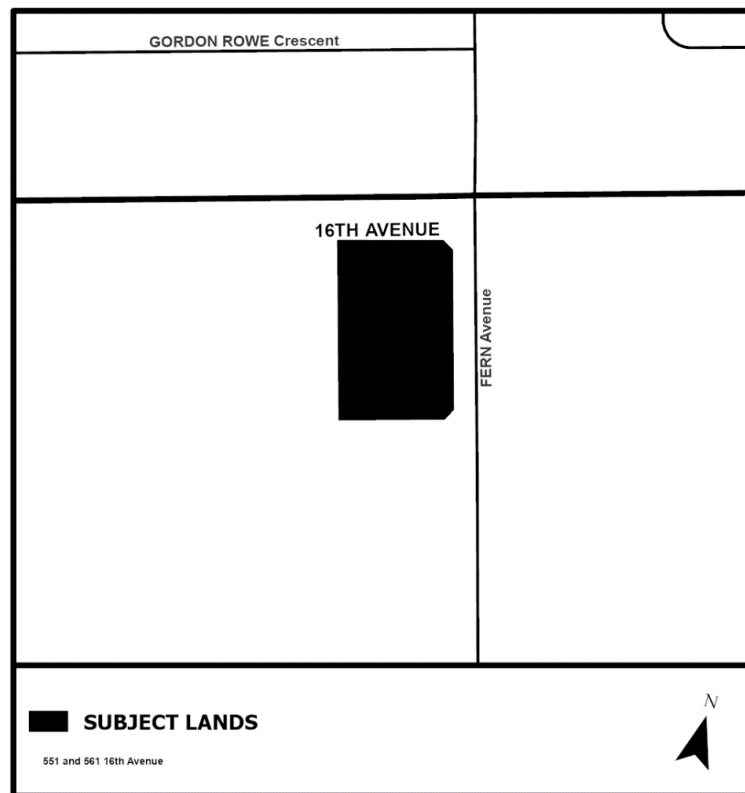 GORDON ROWE Crescent
16TH AVENUE
FERN Avenue
SUBJECT LANDS
551 and 561 16th Avenue
N